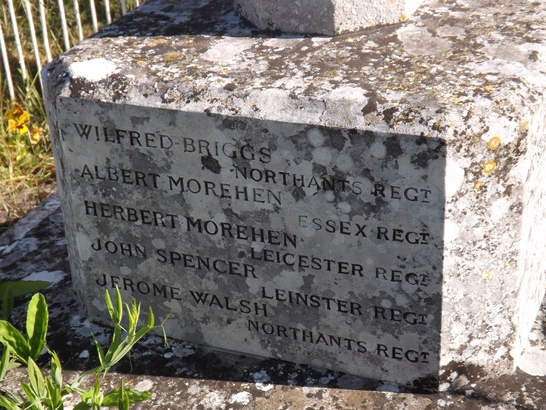 WILFRED BRIGGS
NORTHANTS REGT
ALBERT MOREHEN
ESSEX REGT
HERBERT MOREHEN
LEICESTER REGT
JOHN SPENCER
LEINSTER REGT
JEROME WALSH
NORTHANTS REGT